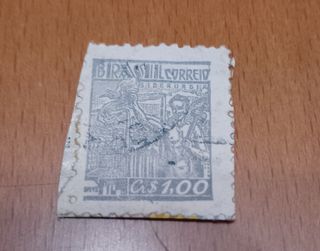 BRASIL CORREIO
SIDERURGIA
Cr$ 1,00